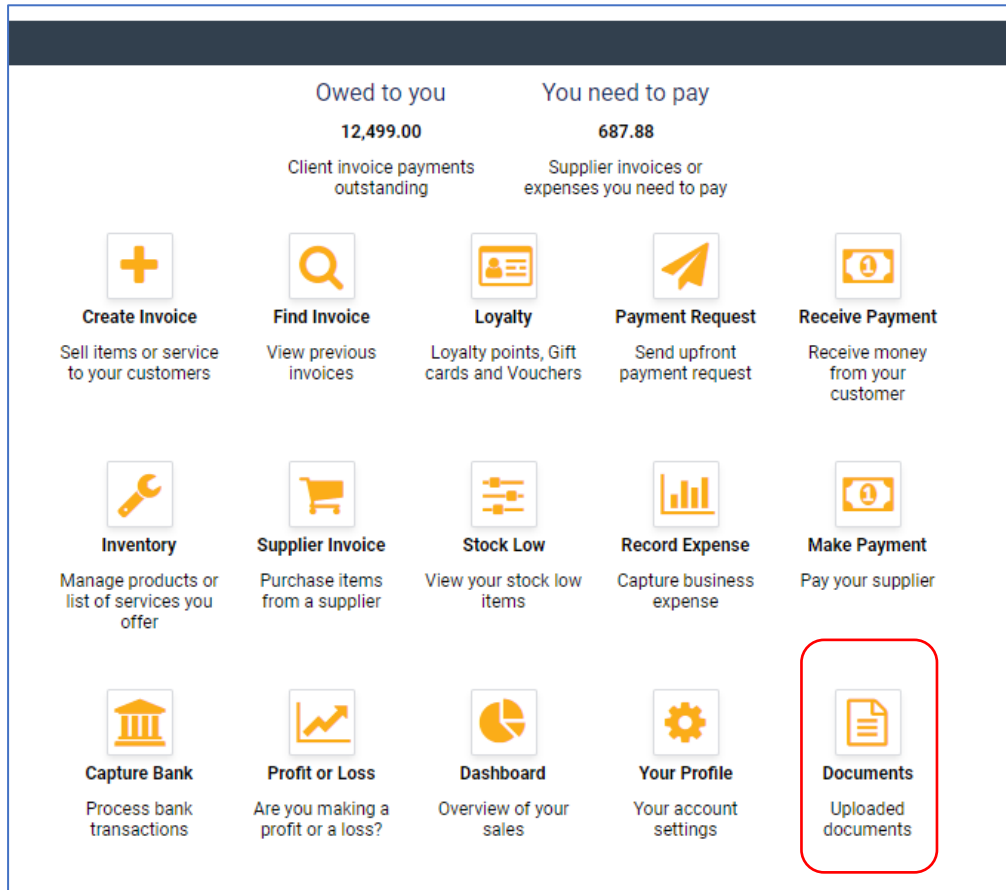 Owed to you
You need to pay
12,499.00
687.88
Client invoice payments
outstanding
Supplier invoices or
expenses you need to pay
Create Invoice
Sell items or service
to your customers
Find Invoice
View previous
invoices
Loyalty
Loyalty points, Gift
cards and Vouchers
Payment Request
Send upfront
payment request
Receive Payment
Receive money
from your
customer
Inventory
Manage products or
list of services you
offer
Supplier Invoice
Purchase items
from a supplier
Stock Low
View your stock low
items
Record Expense
Capture business
expense
Make Payment
Pay your supplier
Capture Bank
Process bank
transactions
Profit or Loss
Are you making a
profit or a loss?
Dashboard
Overview of your
sales
Your Profile
Your account
settings
Documents
Uploaded
documents